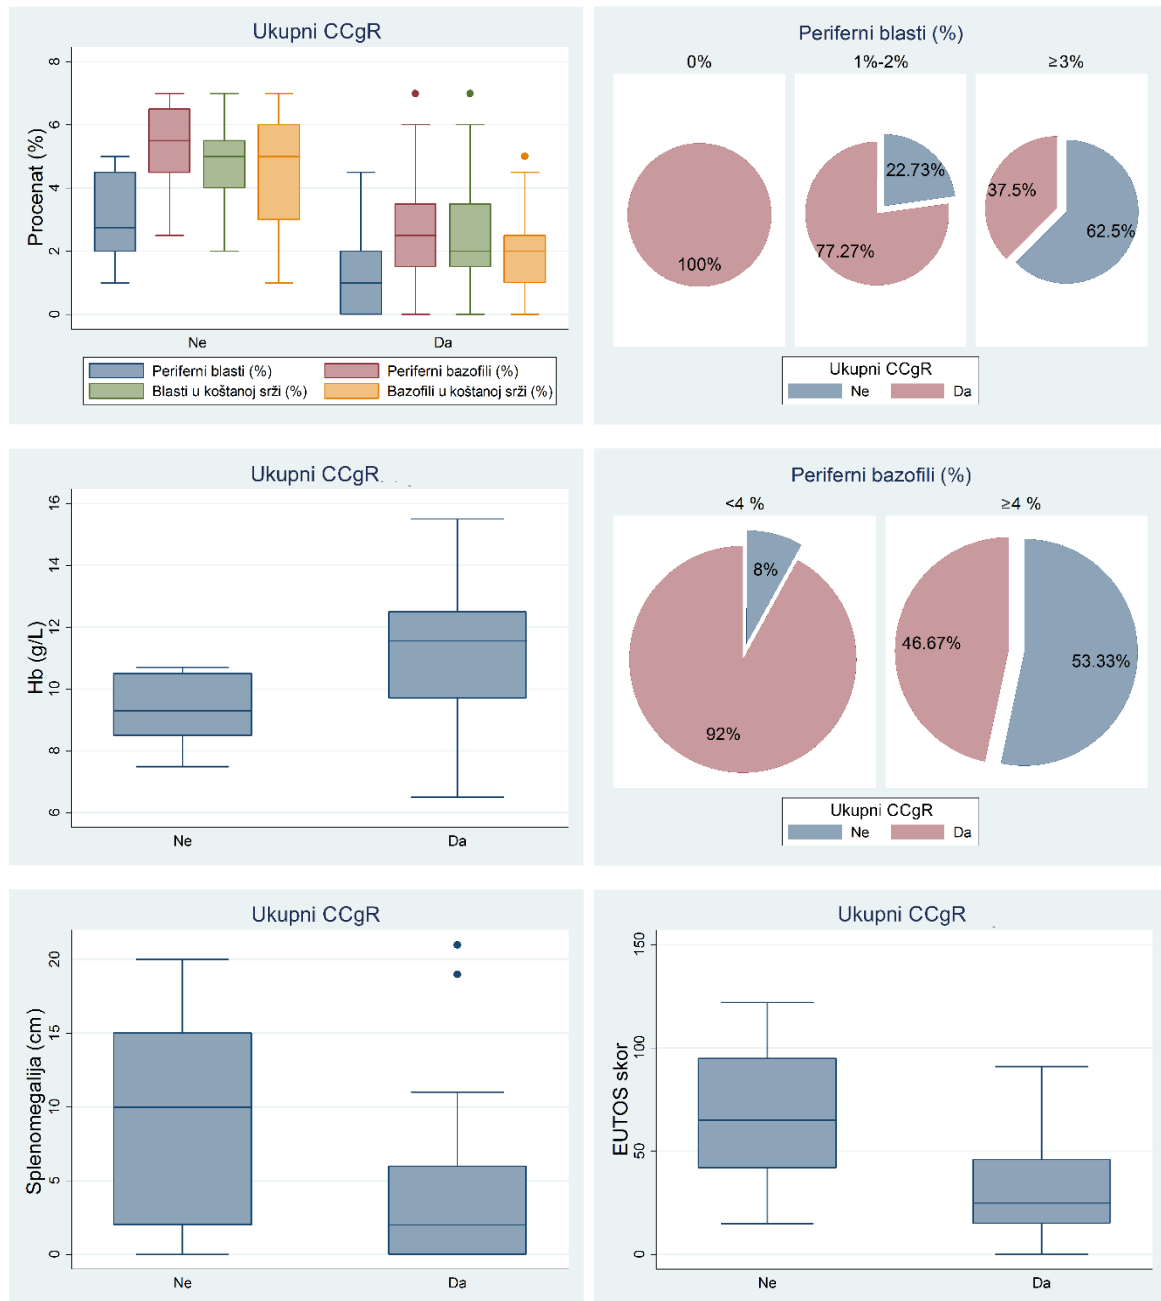 Ukupni CCgR
Procenat (%)
8
6
4
2
0
Ne Da
Periferni blasti (%) Periferni bazofili (%)
Blasti u koštanoj srži (%) Bazofili u koštanoj srži (%)
Periferni blasti (%)
0% 1%-2% ≥3%
100%
22.73%
77.27%
37.5%
62.5%
Ukupni CCgR
Ne Da
Ukupni CCgR
Hb (g/L)
16
14
12
10
8
6
Ne Da
Periferni bazofili (%)
<4 % ≥4 %
8%
92%
46.67%
53.33%
Ukupni CCgR
Ne Da
Ukupni CCgR
Splenomegalija (cm)
20
15
10
5
0
Ne Da
Ukupni CCgR
EUTOS skor
150
100
50
0
Ne Da